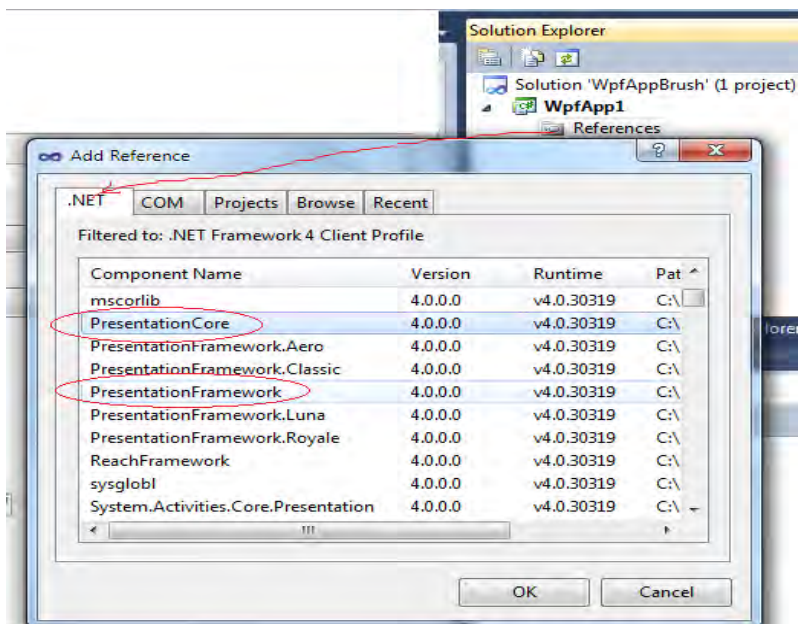 Solution Explorer
Solution 'WpfAppBrush' (1 project)
WpfApp1
References
Add Reference
.NET COM Projects Browse Recent
Filtered to: .NET Framework 4 Client Profile
Component Name Version Runtime Pat
mscorlib 4.0.0.0 v4.0.30319 C:\
PresentationCore 4.0.0.0 v4.0.30319 C:\
PresentationFramework.Aero 4.0.0.0 v4.0.30319 C:\
PresentationFramework.Classic 4.0.0.0 v4.0.30319 C:\
PresentationFramework 4.0.0.0 v4.0.30319 C:\
PresentationFramework.Luna 4.0.0.0 v4.0.30319 C:\
PresentationFramework.Royale 4.0.0.0 v4.0.30319 C:\
ReachFramework 4.0.0.0 v4.0.30319 C:\
sysglobl 4.0.0.0 v4.0.30319 C:\
System.Activities.Core.Presentation 4.0.0.0 v4.0.30319 C:\
OK Cancel